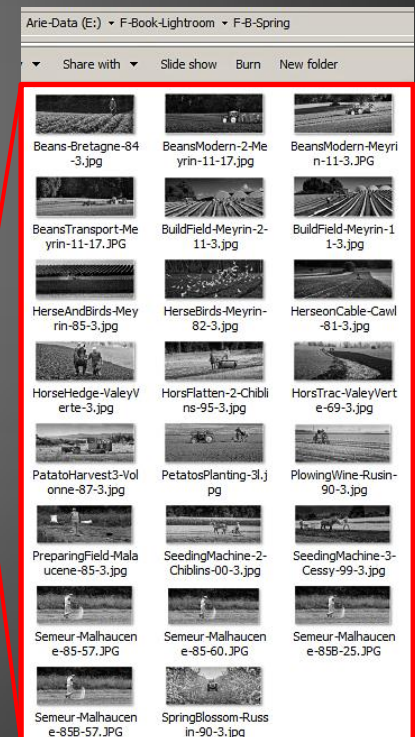 Arie-Data (E:) ▾ F-Book-Lightroom ▾ F-B-Spring
Share with ▾ Slide show Burn New folder
Beans-Bretagne-84
-3.jpg
BeansModern-2-Me
yrin-11-17.jpg
BeansModern-Meyri
n-11-3.JPG
BeansTransport-Me
yrin-11-17.JPG
BuildField-Meyrin-2-
11-3.jpg
BuildField-Meyrin-1
1-3.jpg
HerseAndBirds-Mey
rin-85-3.jpg
HerseBirds-Meyrin-
82-3.jpg
HerseonCable-Cawl
-81-3.jpg
HorseHedge-ValeyV
erte-3.jpg
HorsFlatten-2-Chibli
ns-95-3.jpg
HorsTrac-ValeyVert
e-69-3.jpg
PatatoHarvest3-Vol
onne-87-3.jpg
PetatosPlanting-3l.j
pg
PlowingWine-Rusin-
90-3.jpg
PreparingField-Mala
ucene-85-3.jpg
SeedingMachine-2-
Chiblins-00-3.jpg
SeedingMachine-3-
Cessy-99-3.jpg
Semeur-Malhaucen
e-85-57.JPG
Semeur-Malhaucen
e-85-60.JPG
Semeur-Malhaucen
e-85B-25.JPG
Semeur-Malhaucen
e-85B-57.JPG
SpringBlossom-Russ
in-90-3.jpg